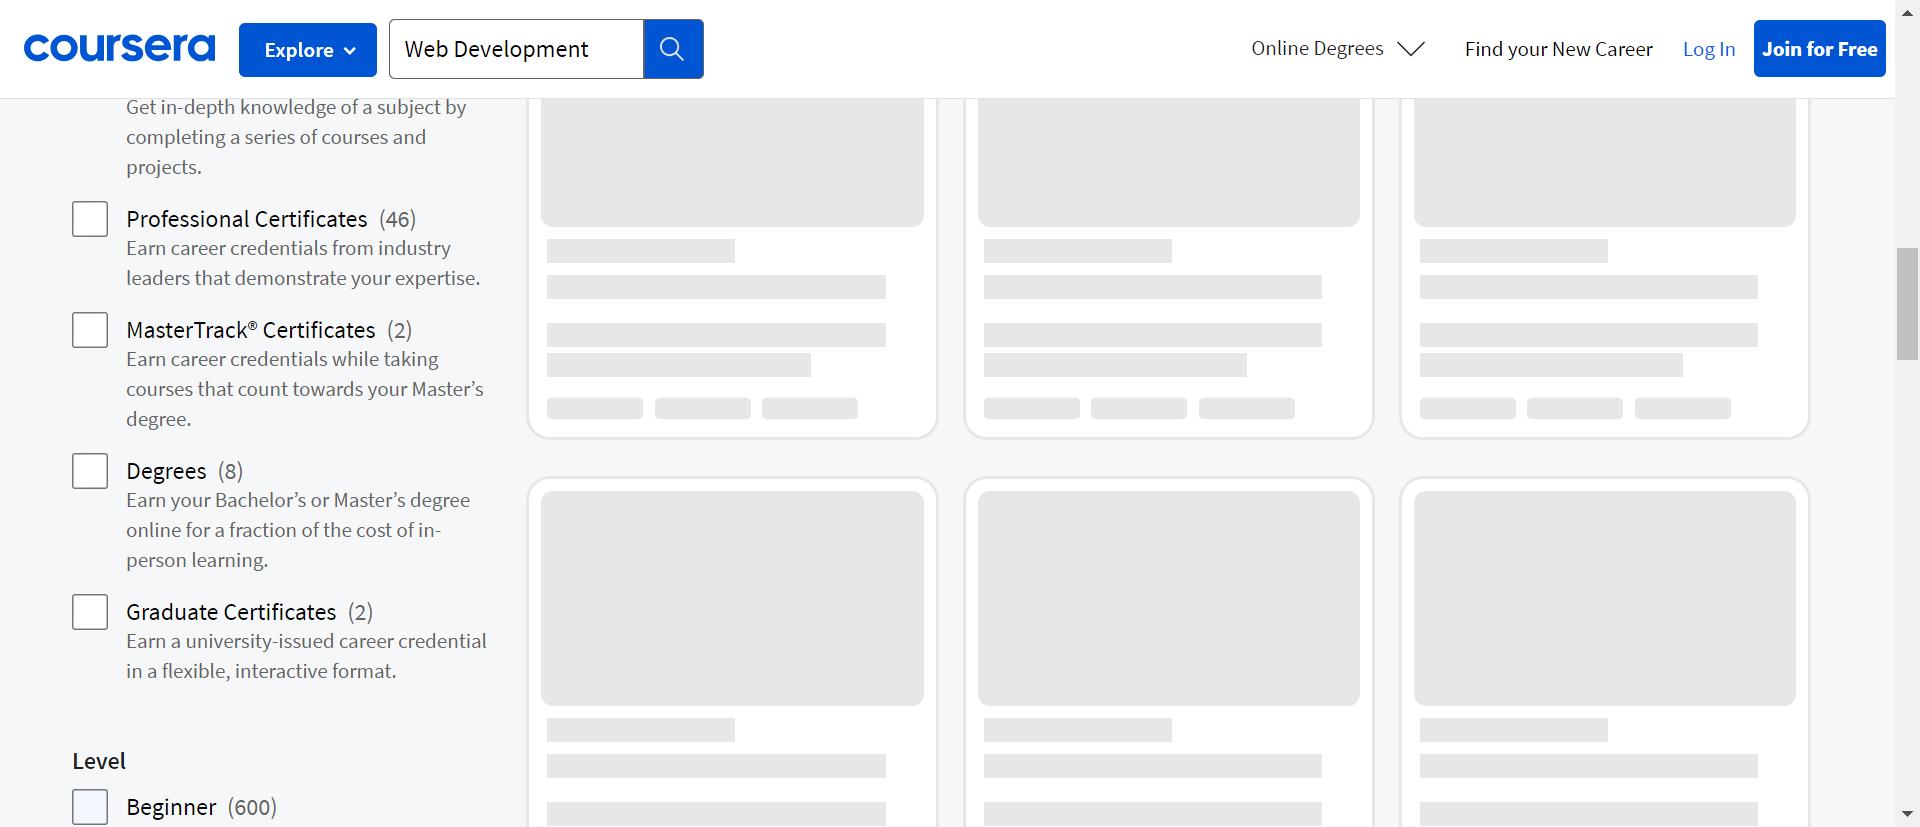 coursera
Explore
Web Development
Online Degrees
Find your New Career
Log In
Join for Free
Get in-depth knowledge of a subject by
completing a series of courses and
projects.
Professional Certificates (46)
Earn career credentials from industry
leaders that demonstrate your expertise.
MasterTrack® Certificates (2)
Earn career credentials while taking
courses that count towards your Master’s
degree.
Degrees (8)
Earn your Bachelor’s or Master’s degree
online for a fraction of the cost of in-
person learning.
Graduate Certificates (2)
Earn a university-issued career credential
in a flexible, interactive format.
Level
Beginner (600)